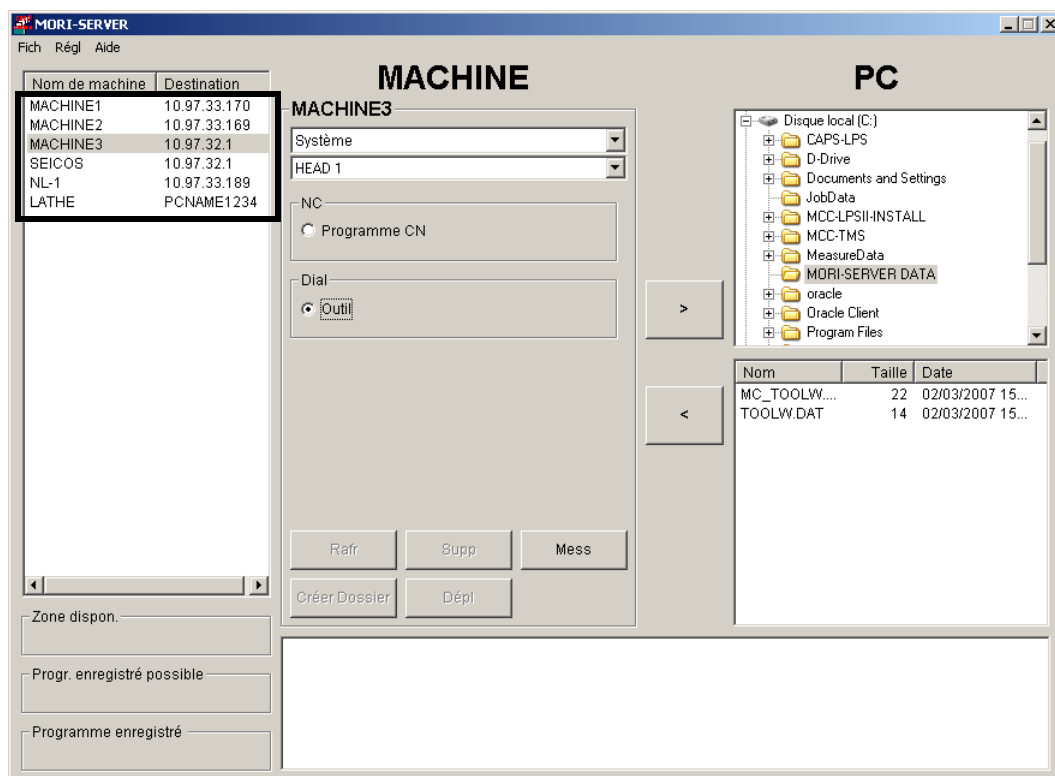 MORI-SERVER
Fich Régl Aide
Nom de machine Destination
MACHINE1 10.97.33.170
MACHINE2 10.97.33.169
MACHINE3 10.97.32.1
SEICOS 10.97.32.1
NL-1 10.97.33.189
LATHE PCNAME1234
Zone dispon.
Progr. enregistré possible
Programme enregistré
MACHINE
MACHINE3
Système
HEAD 1
NC
Programme CN
Dial
Outil
Rafr Supp Mess
Créer Dossier Dépl
>
<
PC
Disque local (C:)
CAPS-LPS
D-Drive
Documents and Settings
JobData
MCC-LPSII-INSTALL
MCC-TMS
MeasureData
MORI-SERVER DATA
oracle
Oracle Client
Program Files
Nom Taille Date
MC_TOOLW.... 22 02/03/2007 15...
TOOLW.DAT 14 02/03/2007 15...